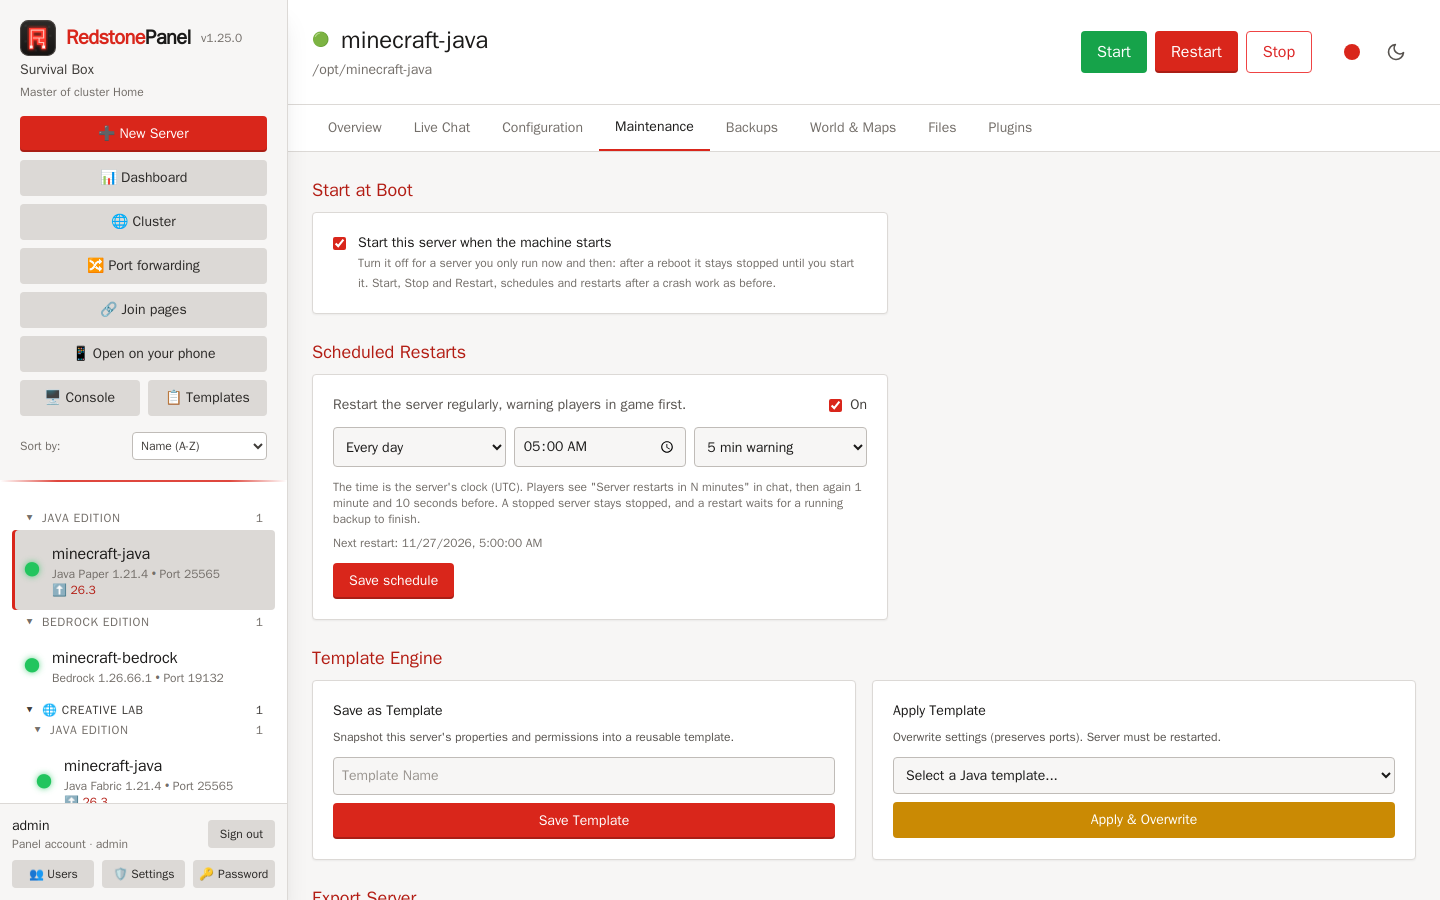 RedstonePanel v1.25.0
Survival Box
Master of cluster Home
➕ New Server
📊 Dashboard
🌐 Cluster
🔀 Port forwarding
🔗 Join pages
📱 Open on your phone
🖥️ Console
📋 Templates
Sort by:
Name (A-Z)
▼ JAVA EDITION 1
minecraft-java
Java Paper 1.21.4 • Port 25565
⬆️ 26.3
▼ BEDROCK EDITION 1
minecraft-bedrock
Bedrock 1.26.66.1 • Port 19132
▼ 🌐 CREATIVE LAB 1
▼ JAVA EDITION 1
minecraft-java
Java Fabric 1.21.4 • Port 25565
⬆️ 26.3
admin
Panel account · admin
Sign out
👥 Users
🛡️ Settings
🔑 Password
minecraft-java
/opt/minecraft-java
Start
Restart
Stop
Overview
Live Chat
Configuration
Maintenance
Backups
World & Maps
Files
Plugins
Start at Boot
Start this server when the machine starts
Turn it off for a server you only run now and then: after a reboot it stays stopped until you start
it. Start, Stop and Restart, schedules and restarts after a crash work as before.
Scheduled Restarts
Restart the server regularly, warning players in game first.
On
Every day
05:00 AM
5 min warning
The time is the server's clock (UTC). Players see "Server restarts in N minutes" in chat, then again 1
minute and 10 seconds before. A stopped server stays stopped, and a restart waits for a running
backup to finish.
Next restart: 11/27/2026, 5:00:00 AM
Save schedule
Template Engine
Save as Template
Snapshot this server's properties and permissions into a reusable template.
Template Name
Save Template
Apply Template
Overwrite settings (preserves ports). Server must be restarted.
Select a Java template...
Apply & Overwrite
Export Server